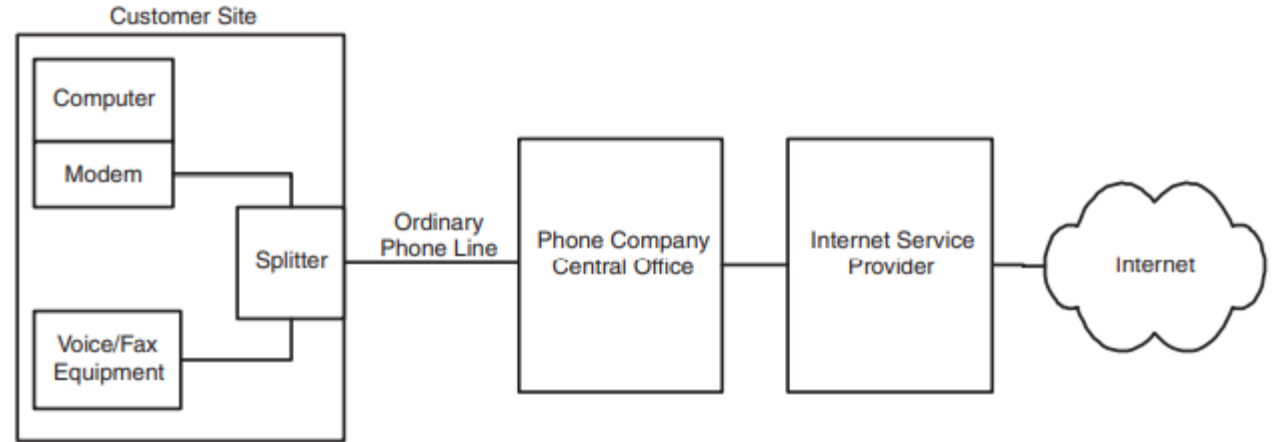 Customer Site
Computer
Modem
Splitter
Voice/Fax
Equipment
Ordinary
Phone Line
Phone Company
Central Office
Internet Service
Provider
Internet